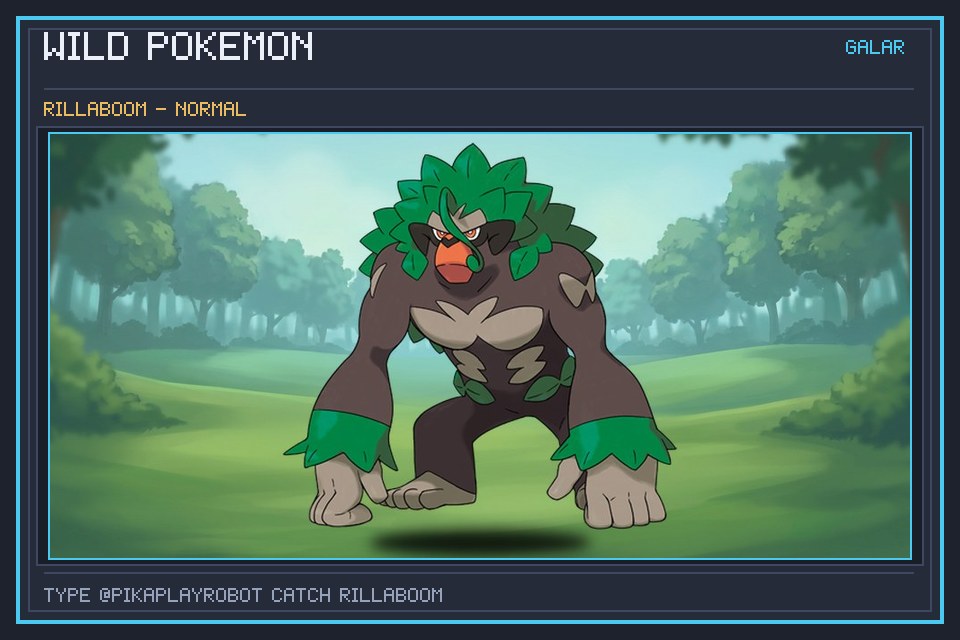 WILD POKEMON
GALAR
RILLABOOM - NORMAL
TYPE @PIKAPLAYROBOT CATCH RILLABOOM